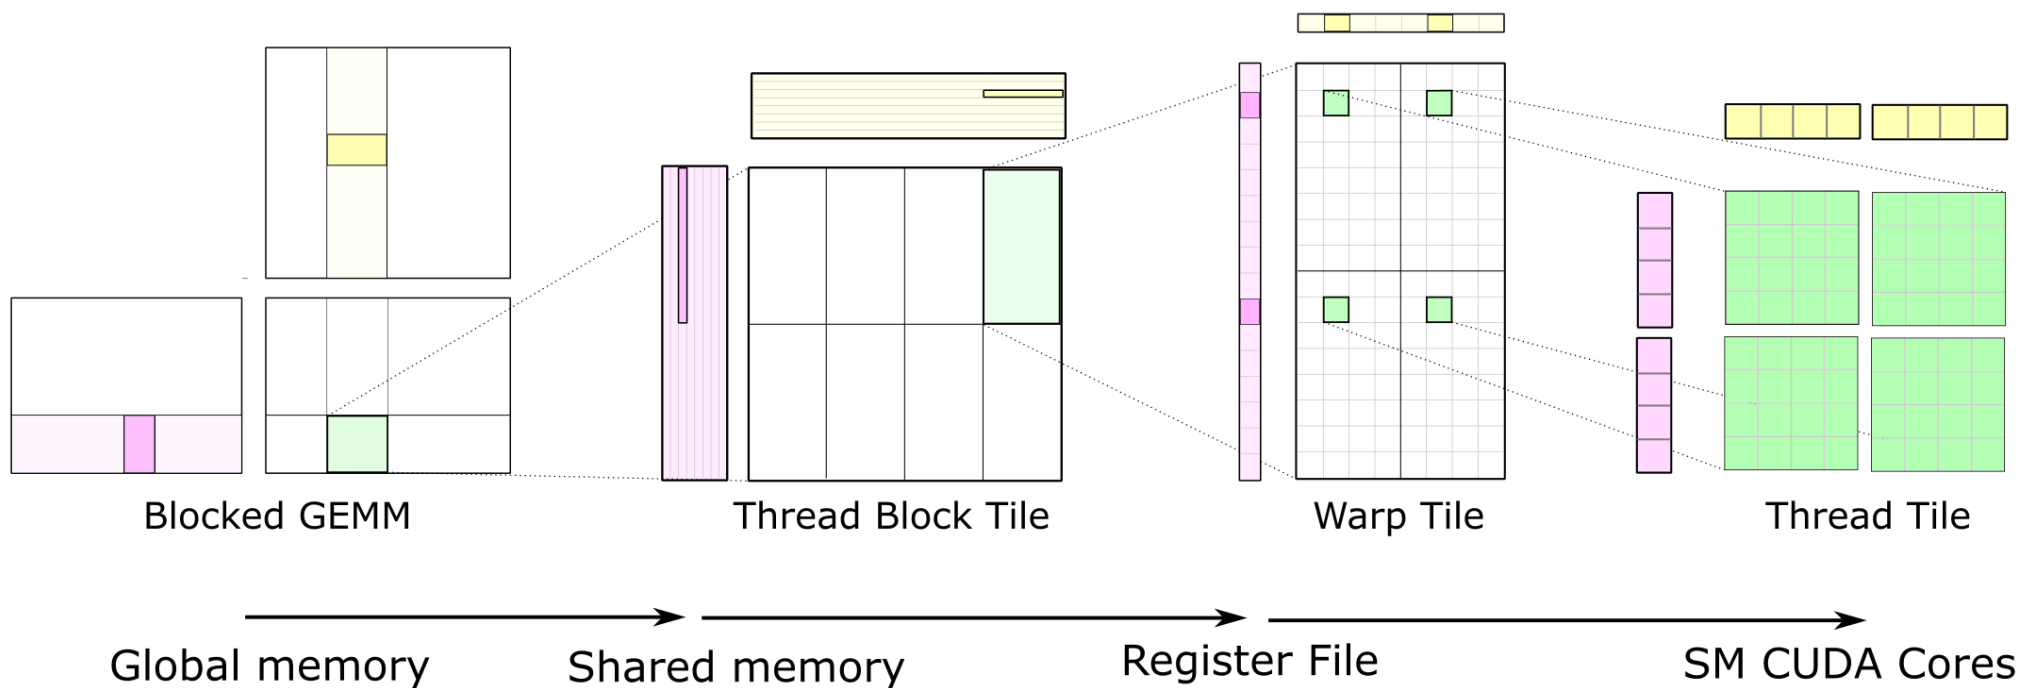 Blocked GEMM
Thread Block Tile
Warp Tile
Thread Tile
Global memory
Shared memory
Register File
SM CUDA Cores